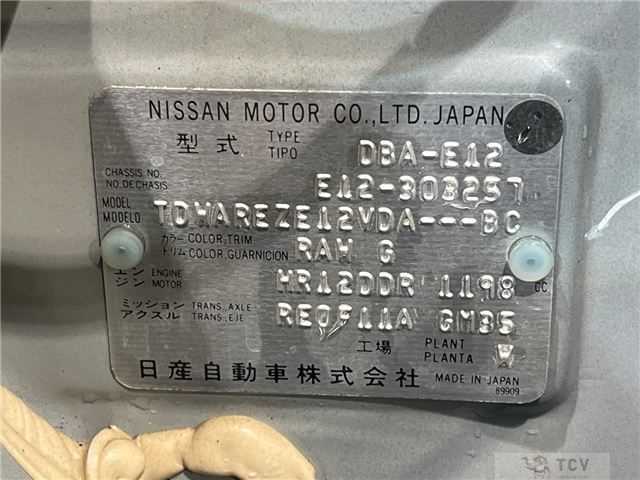 NISSAN MOTOR CO.,LTD.JAPAN
型式 TYPE TIPO DBA-E12
CHASSIS NO. NO.DECHASIS E12-303257
MODEL MODELO TDWAREZE12VDA---BC
カラー COLOR,TRIM トリム COLOR,GUARNICION RAW G
エンジン ENGINE MOTOR HR12DDR 1198 CC.
ミッション TRANS.,AXLE アクスル TRANS.,EJE RE0F11A GM35
工場 PLANT PLANTA
日産自動車株式会社 MADE IN JAPAN
89909
TCV